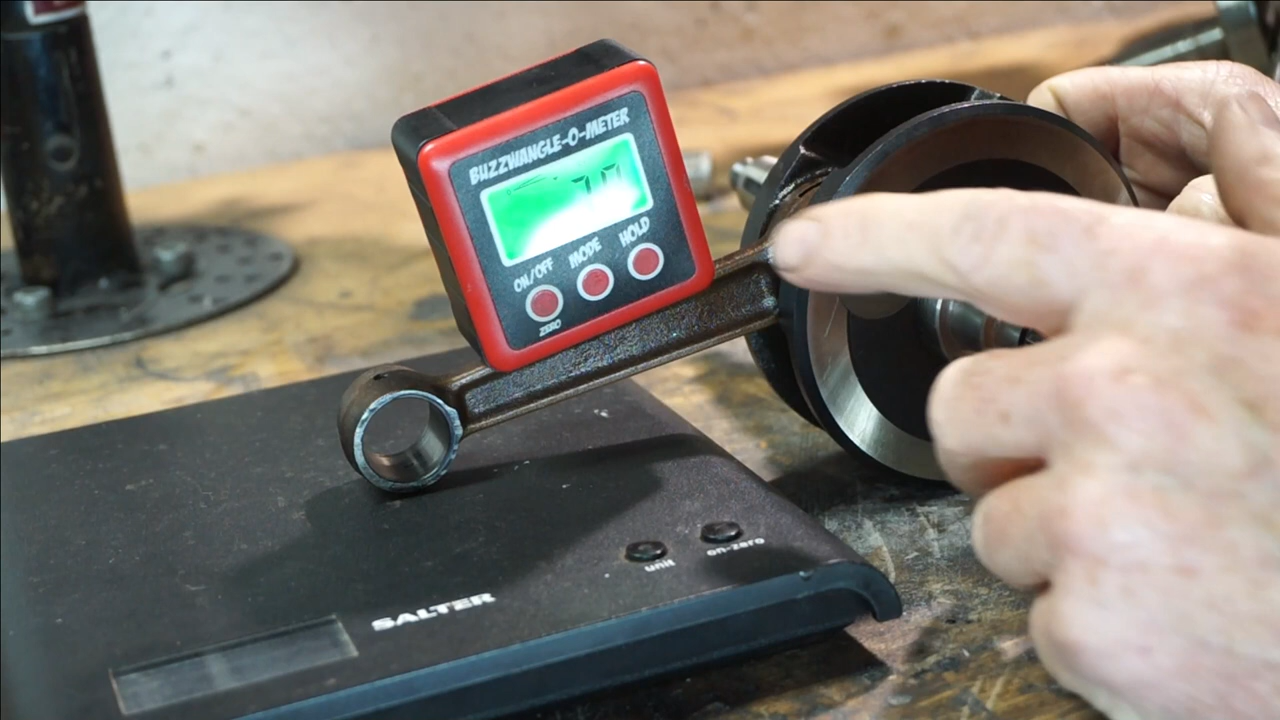 BUZZWANGLE-O-METER
ON/OFF MODE HOLD
ZERO
unit on-zero
SALTER